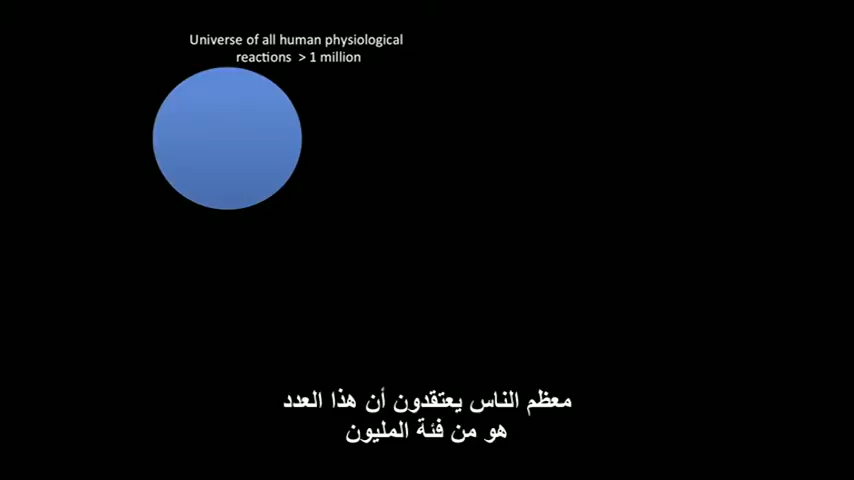 Universe of all human physiological
reactions > 1 million
معظم الناس يعتقدون أن هذا العدد
هو من فئة المليون